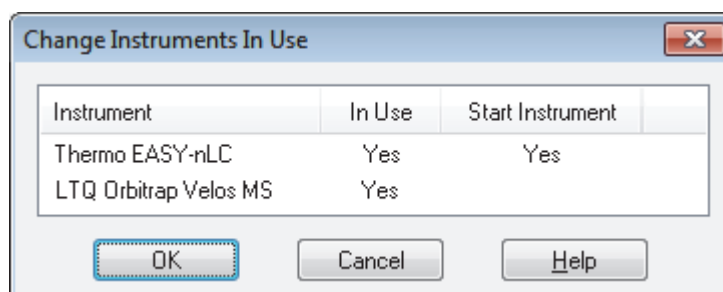 Change Instruments In Use
Instrument In Use Start Instrument
Thermo EASY-nLC Yes Yes
LTQ Orbitrap Velos MS Yes
OK Cancel Help